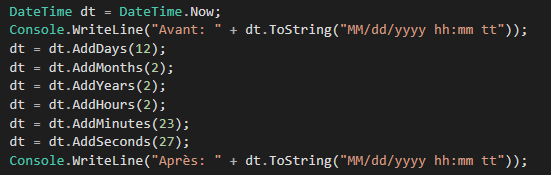 DateTime dt = DateTime.Now;
Console.WriteLine("Avant: " + dt.ToString("MM/dd/yyyy hh:mm tt"));
dt = dt.AddDays(12);
dt = dt.AddMonths(2);
dt = dt.AddYears(2);
dt = dt.AddHours(2);
dt = dt.AddMinutes(23);
dt = dt.AddSeconds(27);
Console.WriteLine("Après: " + dt.ToString("MM/dd/yyyy hh:mm tt"));